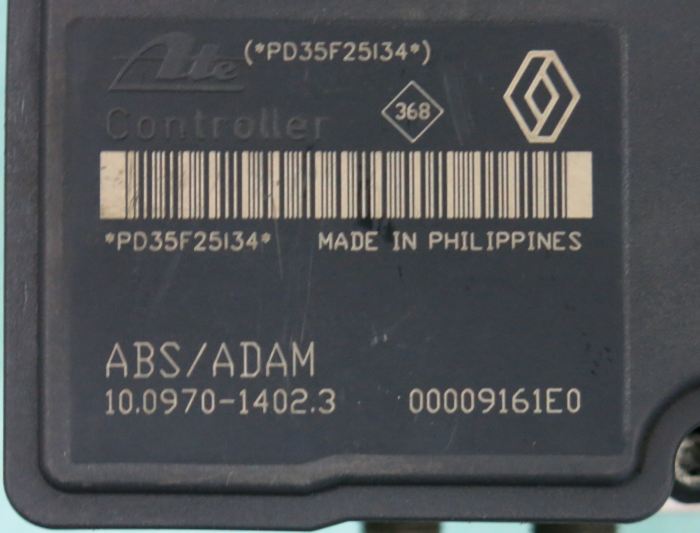 Ate (*PD35F25134*)
Controller 368
*PD35F25134* MADE IN PHILIPPINES
ABS/ADAM
10.0970-1402.3 00009161E0